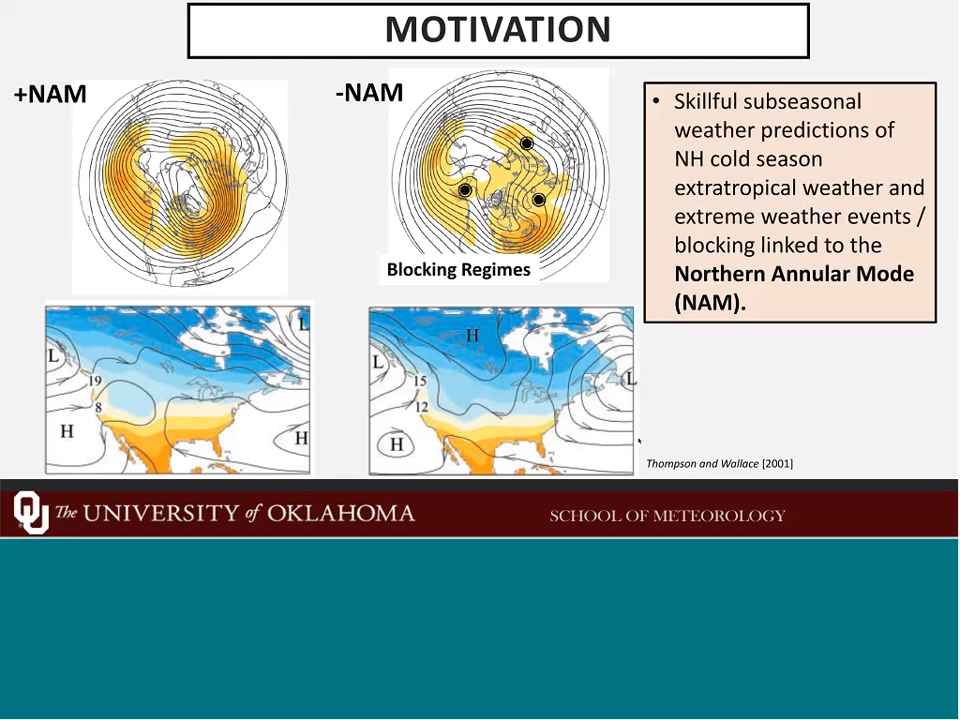 MOTIVATION
+NAM
-NAM
Blocking Regimes
• Skillful subseasonal
weather predictions of
NH cold season
extratropical weather and
extreme weather events /
blocking linked to the
Northern Annular Mode
(NAM).
L
L
19
8
H
H
H
L
15
12
L
H
Thompson and Wallace [2001]
OU The UNIVERSITY of OKLAHOMA
SCHOOL OF METEOROLOGY